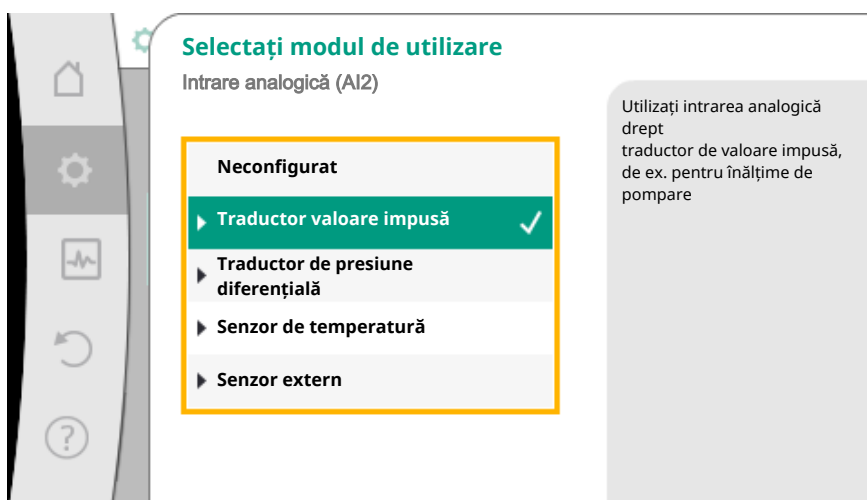 Selectați modul de utilizare
Intrare analogică (AI2)
Neconfigurat
Traductor valoare impusă
Traductor de presiune
diferențială
Senzor de temperatură
Senzor extern
Utilizați intrarea analogică
drept
traductor de valoare impusă,
de ex. pentru înălțime de
pompare
?